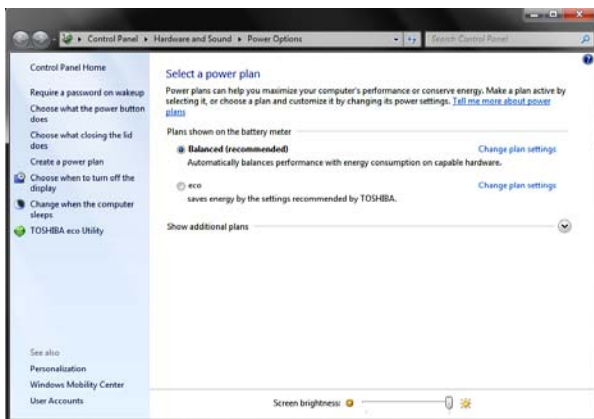 Control Panel ▸ Hardware and Sound ▸ Power Options
Search Control Panel
Control Panel Home
Require a password on wakeup
Choose what the power button
does
Choose what closing the lid
does
Create a power plan
Choose when to turn off the
display
Change when the computer
sleeps
TOSHIBA eco Utility
See also
Personalization
Windows Mobility Center
User Accounts
Select a power plan
Power plans can help you maximize your computer's performance or conserve energy. Make a plan active by
selecting it, or choose a plan and customize it by changing its power settings. Tell me more about power
plans
Plans shown on the battery meter
Balanced (recommended) Change plan settings
Automatically balances performance with energy consumption on capable hardware.
eco Change plan settings
saves energy by the settings recommended by TOSHIBA.
Show additional plans
Screen brightness: